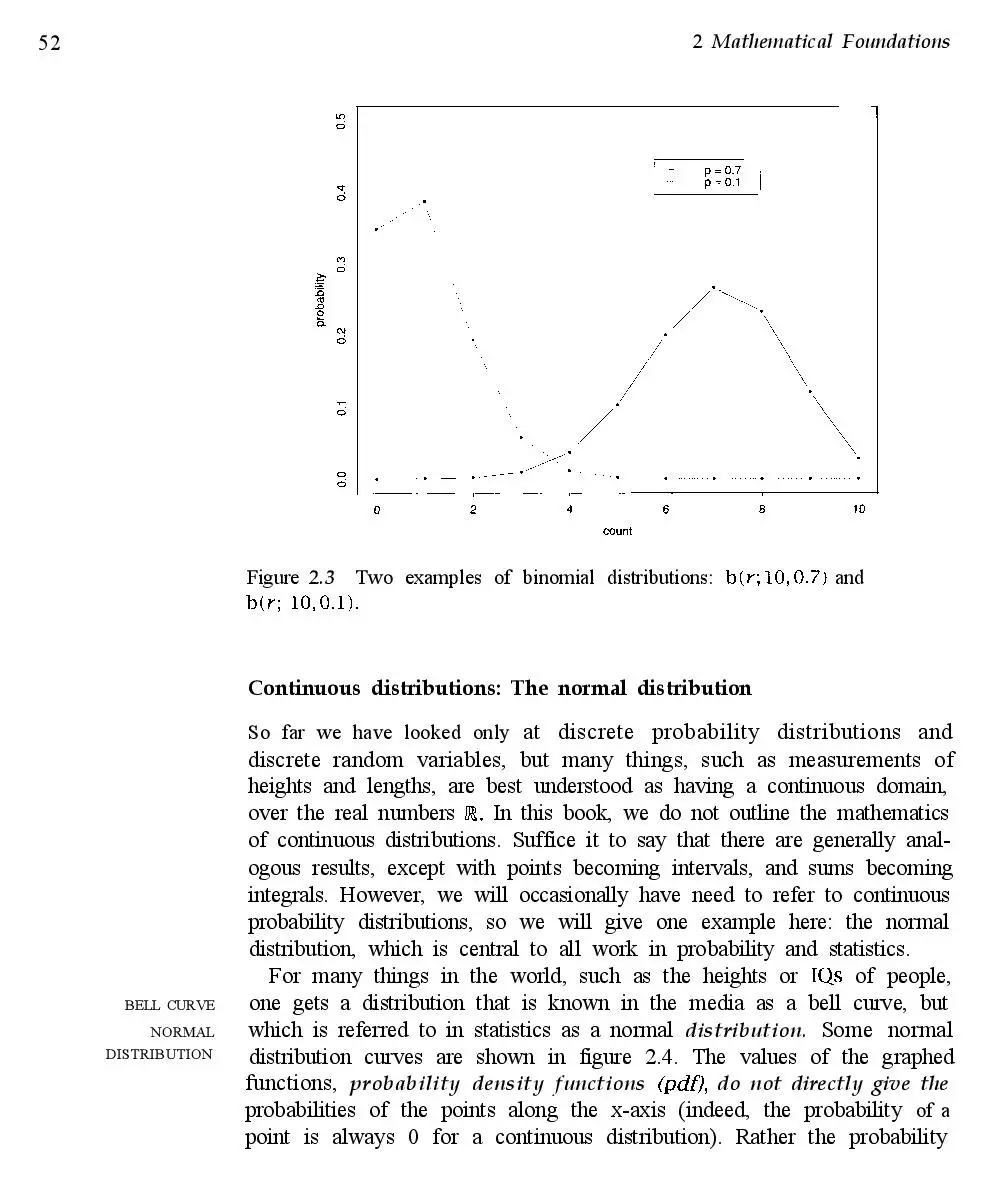 52
2 Mathematical Foundations
0.5
0.4
0.3
0.2
0.1
0.0
probability
p = 0.7
p = 0.1
0 2 4 6 8 10
count
Figure 2.3 Two examples of binomial distributions: b(r; 10, 0.7) and
b(r; 10, 0.1).
Continuous distributions: The normal distribution
So far we have looked only at discrete probability distributions and
discrete random variables, but many things, such as measurements of
heights and lengths, are best understood as having a continuous domain,
over the real numbers ℝ. In this book, we do not outline the mathematics
of continuous distributions. Suffice it to say that there are generally anal-
ogous results, except with points becoming intervals, and sums becoming
integrals. However, we will occasionally have need to refer to continuous
probability distributions, so we will give one example here: the normal
distribution, which is central to all work in probability and statistics.
For many things in the world, such as the heights or IQs of people,
BELL CURVE
one gets a distribution that is known in the media as a bell curve, but
NORMAL
which is referred to in statistics as a normal distribution. Some normal
DISTRIBUTION
distribution curves are shown in figure 2.4. The values of the graphed
functions, probability density functions (pdf), do not directly give the
probabilities of the points along the x-axis (indeed, the probability of a
point is always 0 for a continuous distribution). Rather the probability